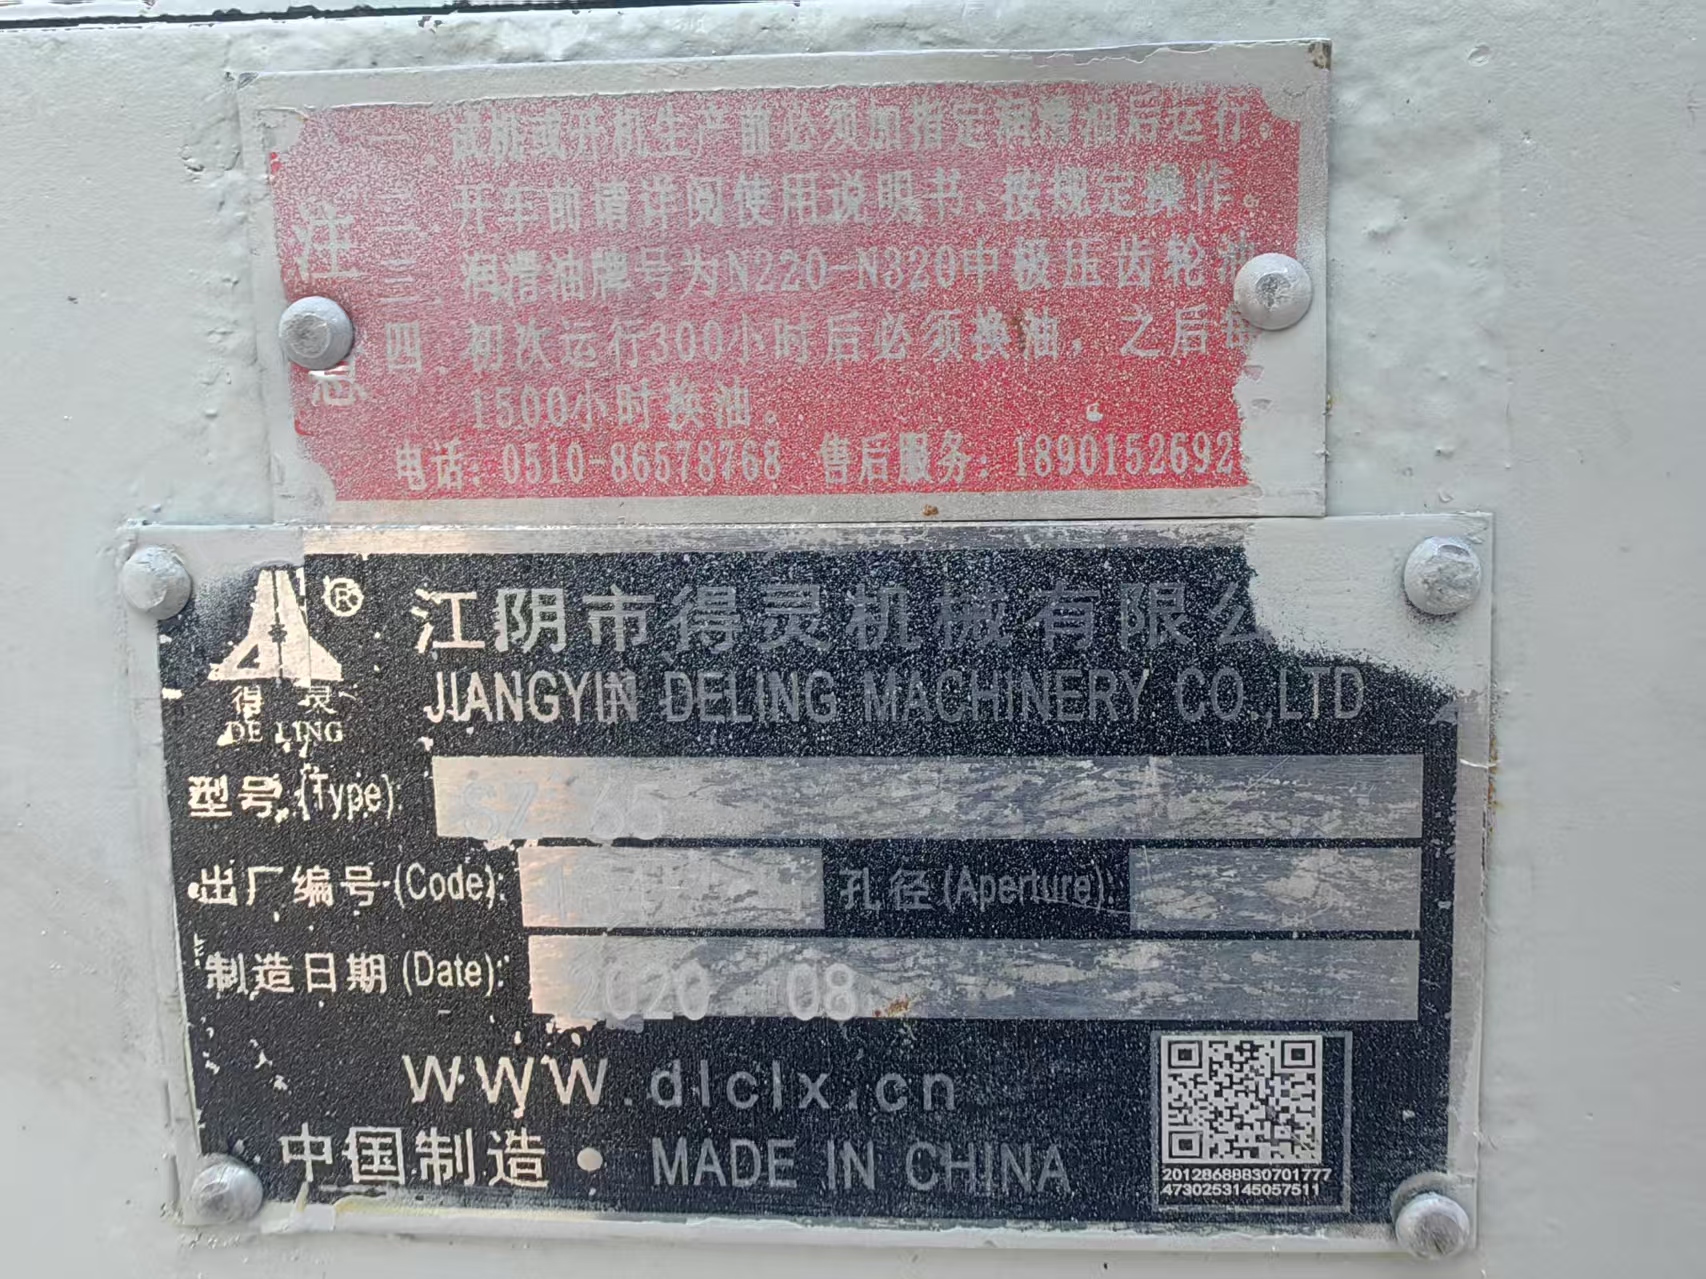 注意
一、试机或开机生产前必须加指定润滑油后运行。
二、开车前请详阅使用说明书、按规定操作。
三、润滑油牌号为N220-N320中极压齿轮油
四、初次运行300小时后必须换油，之后每
1500小时换油。
电话：0510-86578768 售后服务：1890152692
得灵®
DE LING
江阴市得灵机械有限公
JIANGYIN DELING MACHINERY CO.,LTD
型号(Type):
出厂编号(Code): 孔径(Aperture):
制造日期(Date): 2020 08
www.dlclx.cn
中国制造·MADE IN CHINA
20128688830701777
4730253145057511